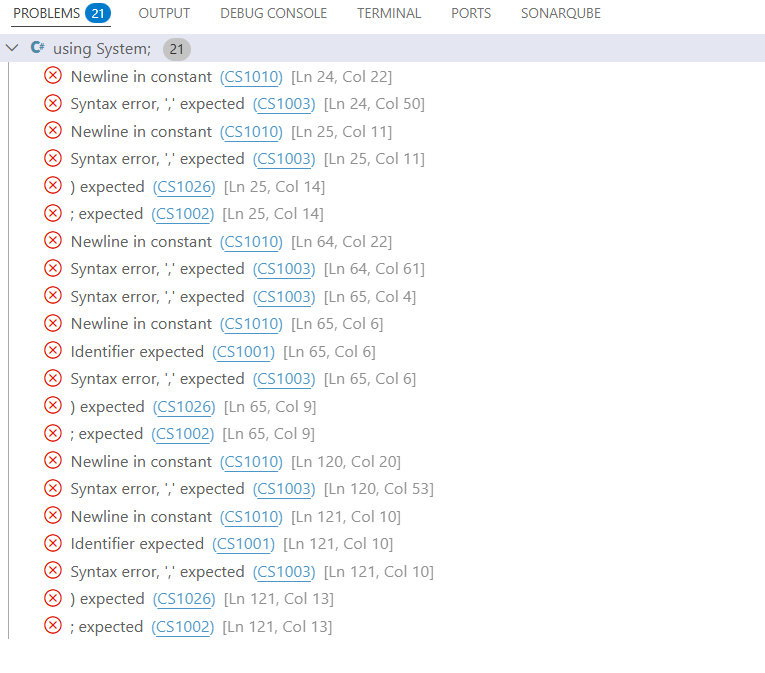 PROBLEMS 21 OUTPUT DEBUG CONSOLE TERMINAL PORTS SONARQUBE
C# using System; 21
Newline in constant (CS1010) [Ln 24, Col 22]
Syntax error, ',' expected (CS1003) [Ln 24, Col 50]
Newline in constant (CS1010) [Ln 25, Col 11]
Syntax error, ',' expected (CS1003) [Ln 25, Col 11]
) expected (CS1026) [Ln 25, Col 14]
; expected (CS1002) [Ln 25, Col 14]
Newline in constant (CS1010) [Ln 64, Col 22]
Syntax error, ',' expected (CS1003) [Ln 64, Col 61]
Syntax error, ',' expected (CS1003) [Ln 65, Col 4]
Newline in constant (CS1010) [Ln 65, Col 6]
Identifier expected (CS1001) [Ln 65, Col 6]
Syntax error, ',' expected (CS1003) [Ln 65, Col 6]
) expected (CS1026) [Ln 65, Col 9]
; expected (CS1002) [Ln 65, Col 9]
Newline in constant (CS1010) [Ln 120, Col 20]
Syntax error, ',' expected (CS1003) [Ln 120, Col 53]
Newline in constant (CS1010) [Ln 121, Col 10]
Identifier expected (CS1001) [Ln 121, Col 10]
Syntax error, ',' expected (CS1003) [Ln 121, Col 10]
) expected (CS1026) [Ln 121, Col 13]
; expected (CS1002) [Ln 121, Col 13]